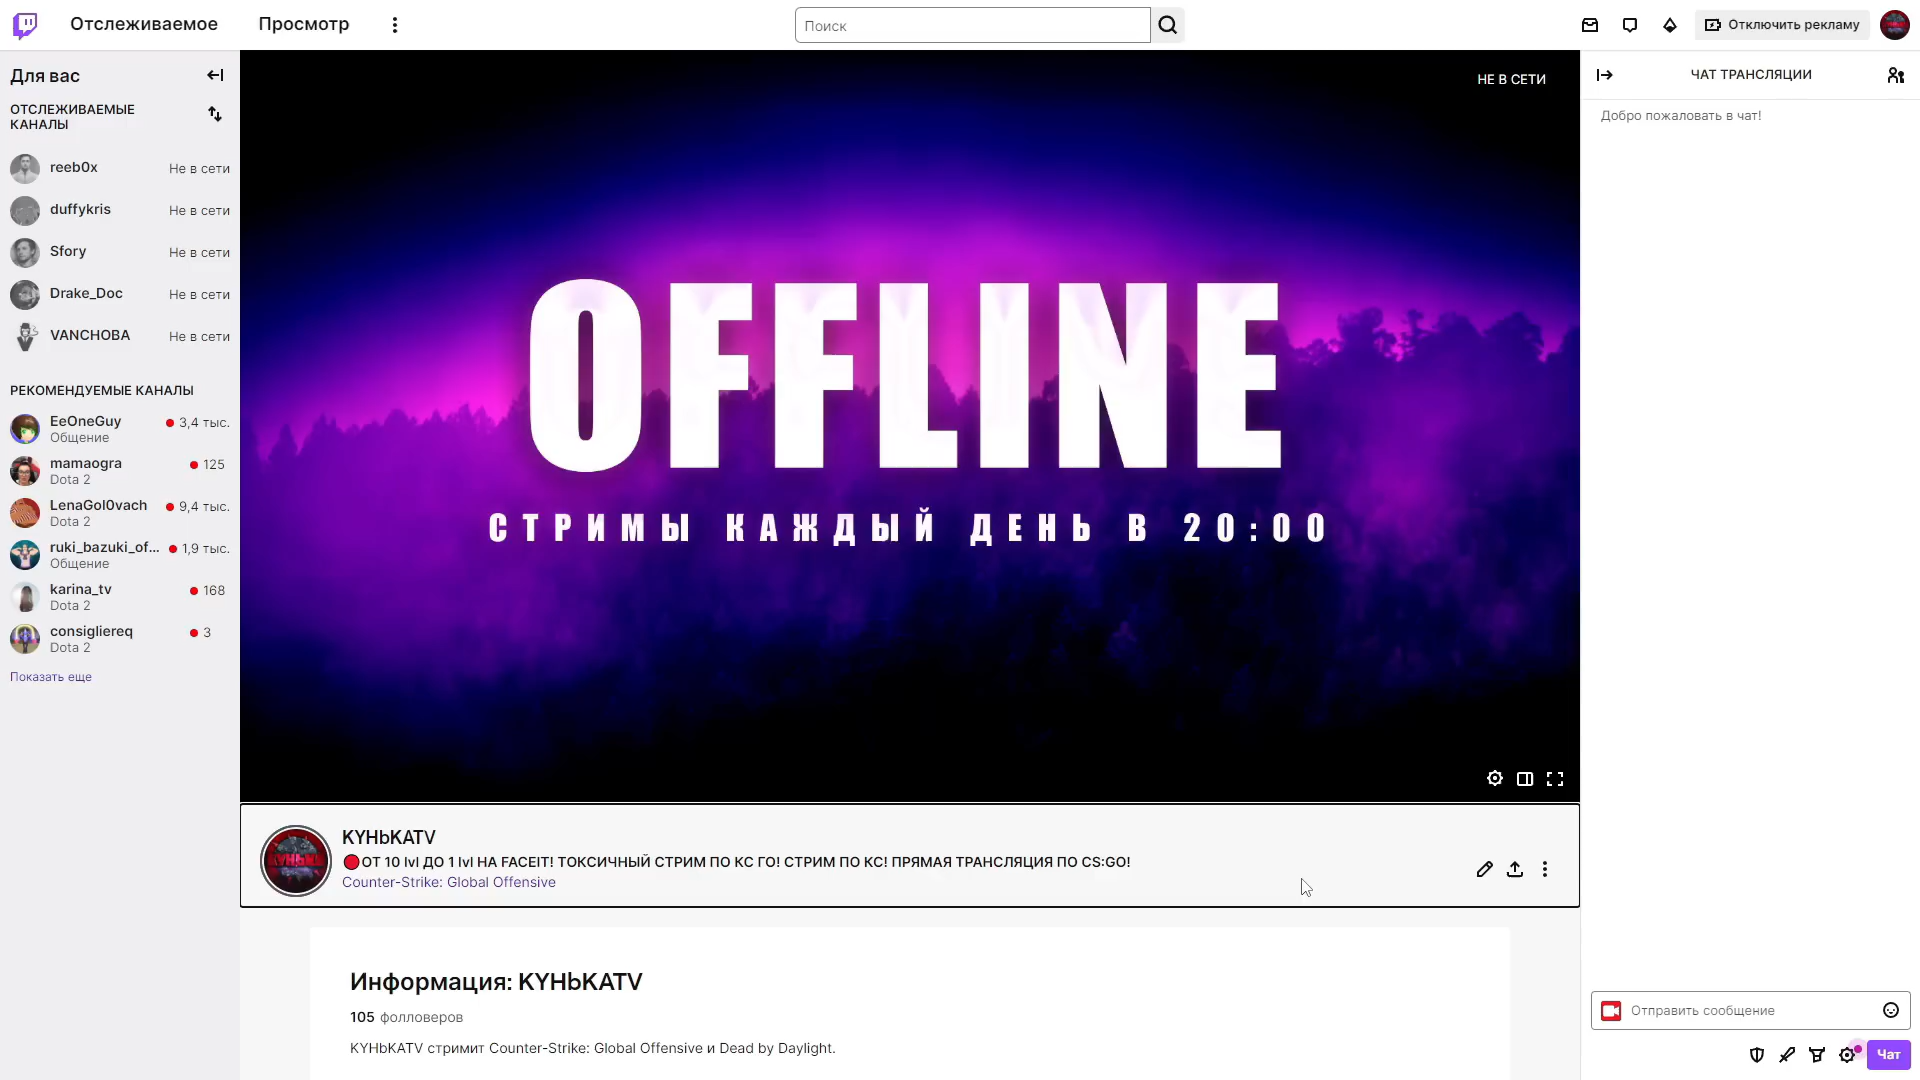 Отслеживаемое
Просмотр
Поиск
Отключить рекламу
Для вас
ОТСЛЕЖИВАЕМЫЕ
КАНАЛЫ
reeb0x
Не в сети
duffykris
Не в сети
Sfory
Не в сети
Drake_Doc
Не в сети
VANCHOBA
Не в сети
РЕКОМЕНДУЕМЫЕ КАНАЛЫ
EeOneGuy
3,4 тыс.
Общение
mamaogra
125
Dota 2
LenaGol0vach
9,4 тыс.
Dota 2
ruki_bazuki_of...
1,9 тыс.
Общение
karina_tv
168
Dota 2
consigliereq
3
Dota 2
Показать еще
НЕ В СЕТИ
OFFLINE
СТРИМЫ КАЖДЫЙ ДЕНЬ В 20:00
KYHbKATV
ОТ 10 lvl ДО 1 lvl НА FACEIT! ТОКСИЧНЫЙ СТРИМ ПО КС ГО! СТРИМ ПО КС! ПРЯМАЯ ТРАНСЛЯЦИЯ ПО CS:GO!
Counter-Strike: Global Offensive
Информация: KYHbKATV
105 фолловеров
KYHbKATV стримит Counter-Strike: Global Offensive и Dead by Daylight.
ЧАТ ТРАНСЛЯЦИИ
Добро пожаловать в чат!
Отправить сообщение
Чат